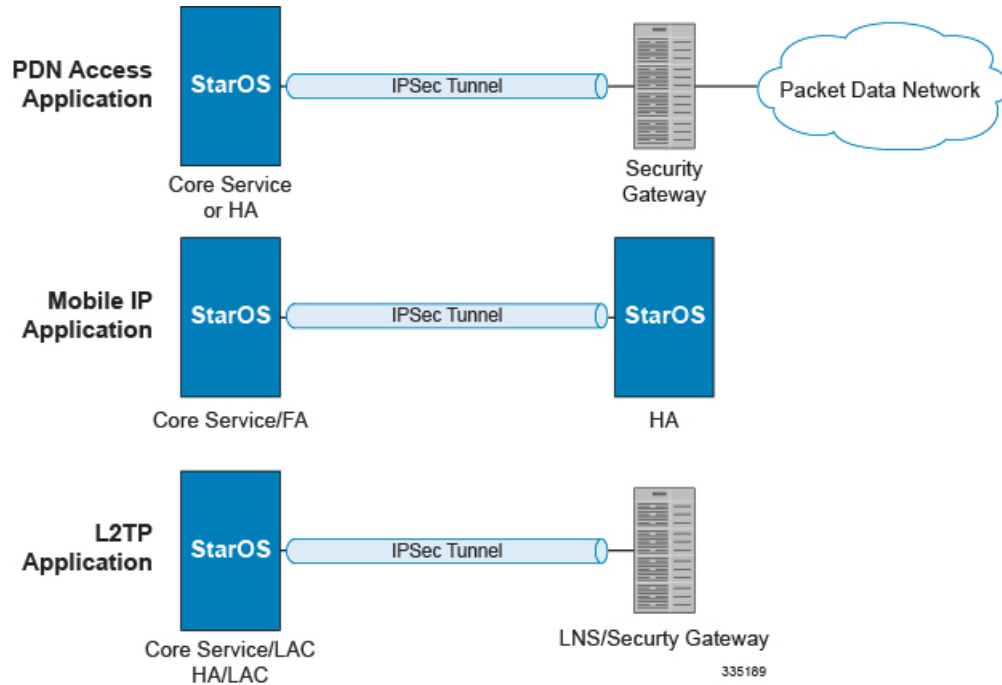 PDN Access
Application
StarOS
IPSec Tunnel
Packet Data Network
Core Service
or HA
Security
Gateway
Mobile IP
Application
StarOS
IPSec Tunnel
StarOS
Core Service/FA
HA
L2TP
Application
StarOS
IPSec Tunnel
Core Service/LAC
HA/LAC
LNS/Securty Gateway
335189